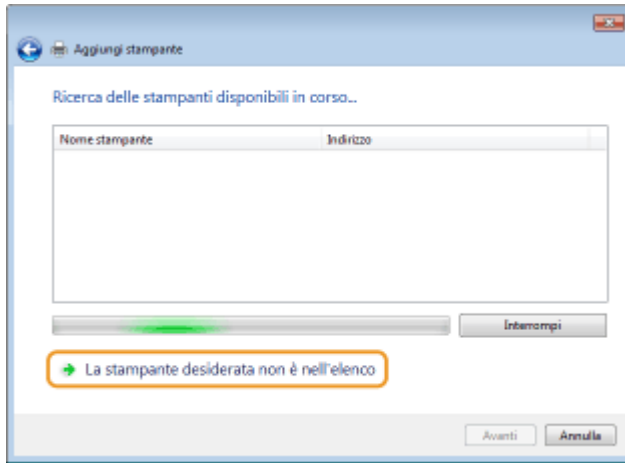 Aggiungi stampante
Ricerca delle stampanti disponibili in corso...
Nome stampante Indirizzo
Interrompi
La stampante desiderata non è nell'elenco
Avanti Annulla